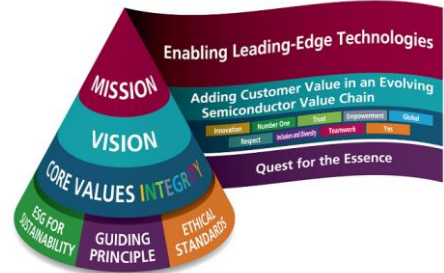 MISSION
Enabling Leading-Edge Technologies
VISION
Adding Customer Value in an Evolving
Semiconductor Value Chain
CORE VALUES INTEGRITY
Innovation Number One Trust Empowerment Global
Respect Inclusion and Diversity Teamwork Yes
ESG FOR
SUSTAINABILITY
GUIDING
PRINCIPLE
Quest for the Essence
ETHICAL
STANDARDS